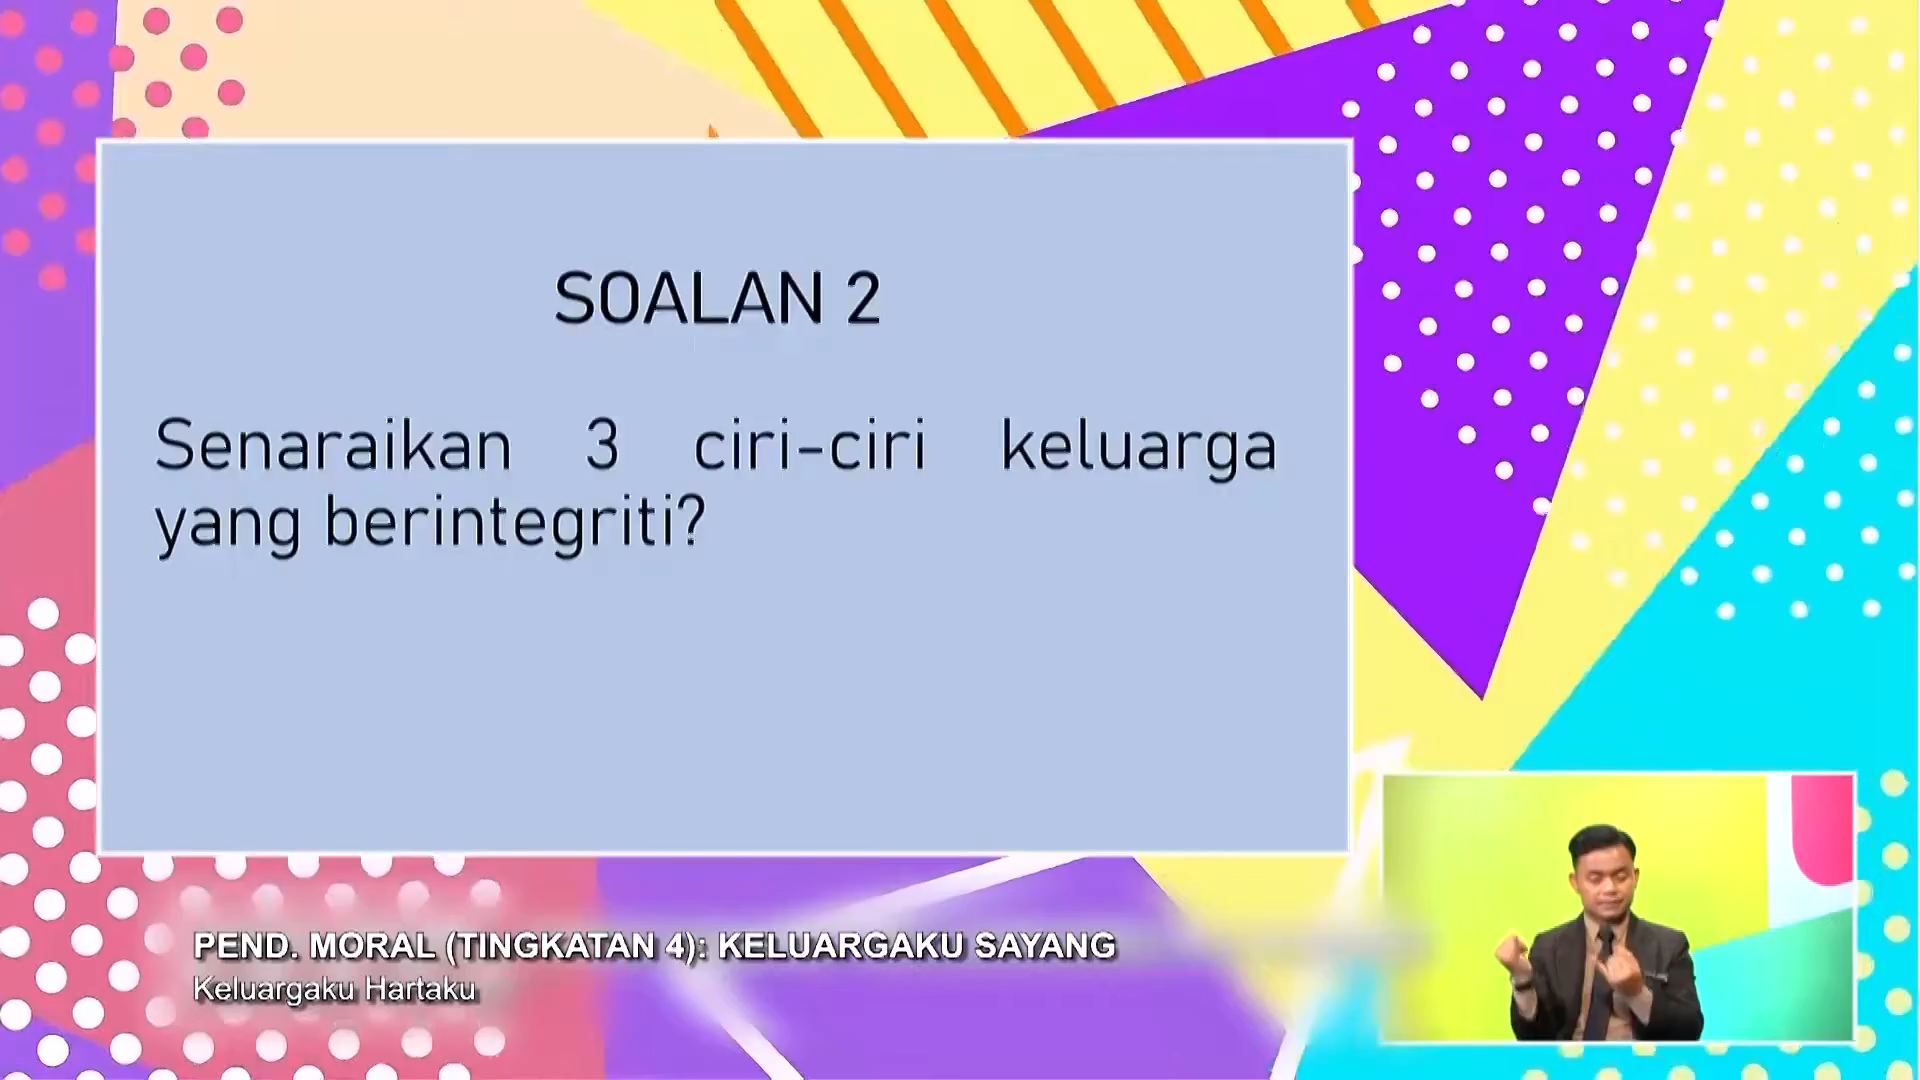 SOALAN 2
Senaraikan 3 ciri-ciri keluarga
yang berintegriti?
PEND. MORAL (TINGKATAN 4): KELUARGAKU SAYANG
Keluargaku Hartaku